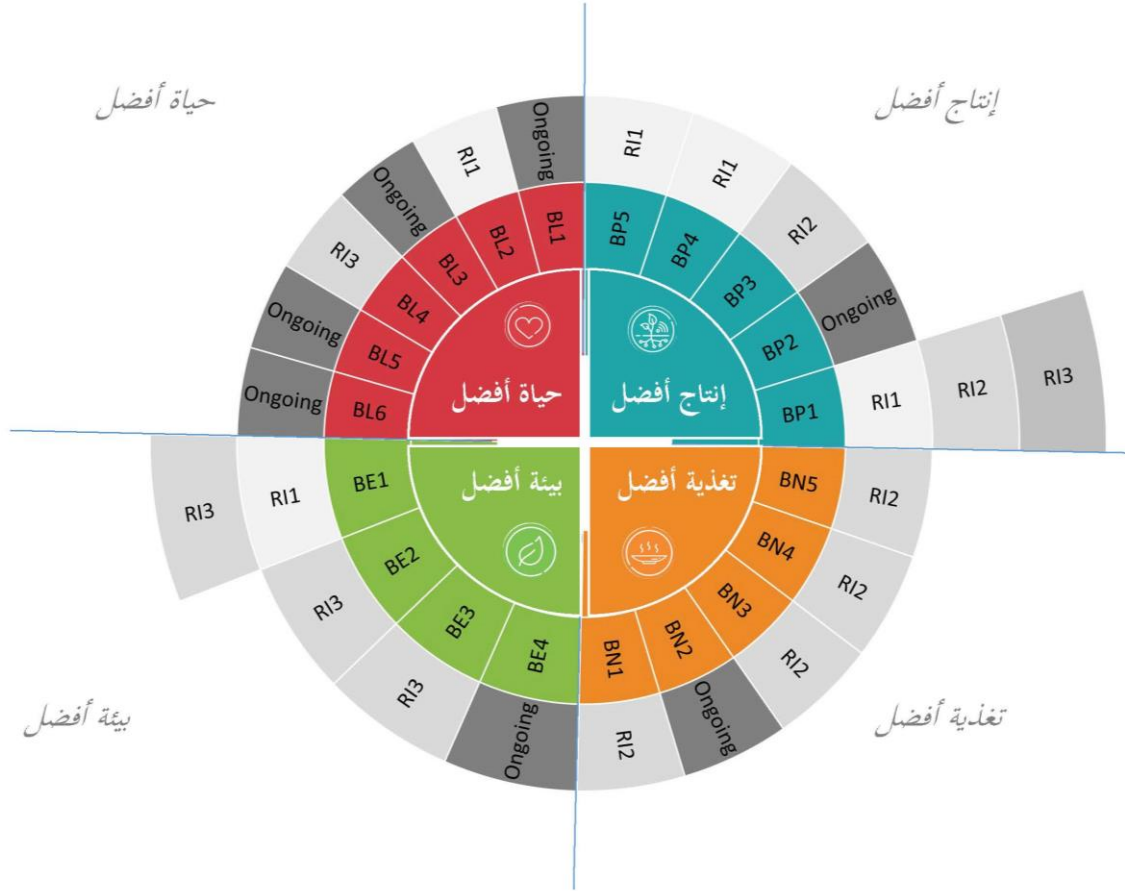 إنتاج أفضل
حياة أفضل
RI1
RI1
RI2
Ongoing
RI1
RI2
RI3
BP5
BP4
BP3
BP2
BP1
إنتاج أفضل
Ongoing
RI1
Ongoing
RI3
Ongoing
Ongoing
BL1
BL2
BL3
BL4
BL5
BL6
حياة أفضل
تغذية أفضل
BN5
BN4
BN3
BN2
BN1
RI2
RI2
RI2
Ongoing
RI2
بيئة أفضل
BE1
BE2
BE3
BE4
RI1
RI3
RI3
RI3
Ongoing
تغذية أفضل
بيئة أفضل